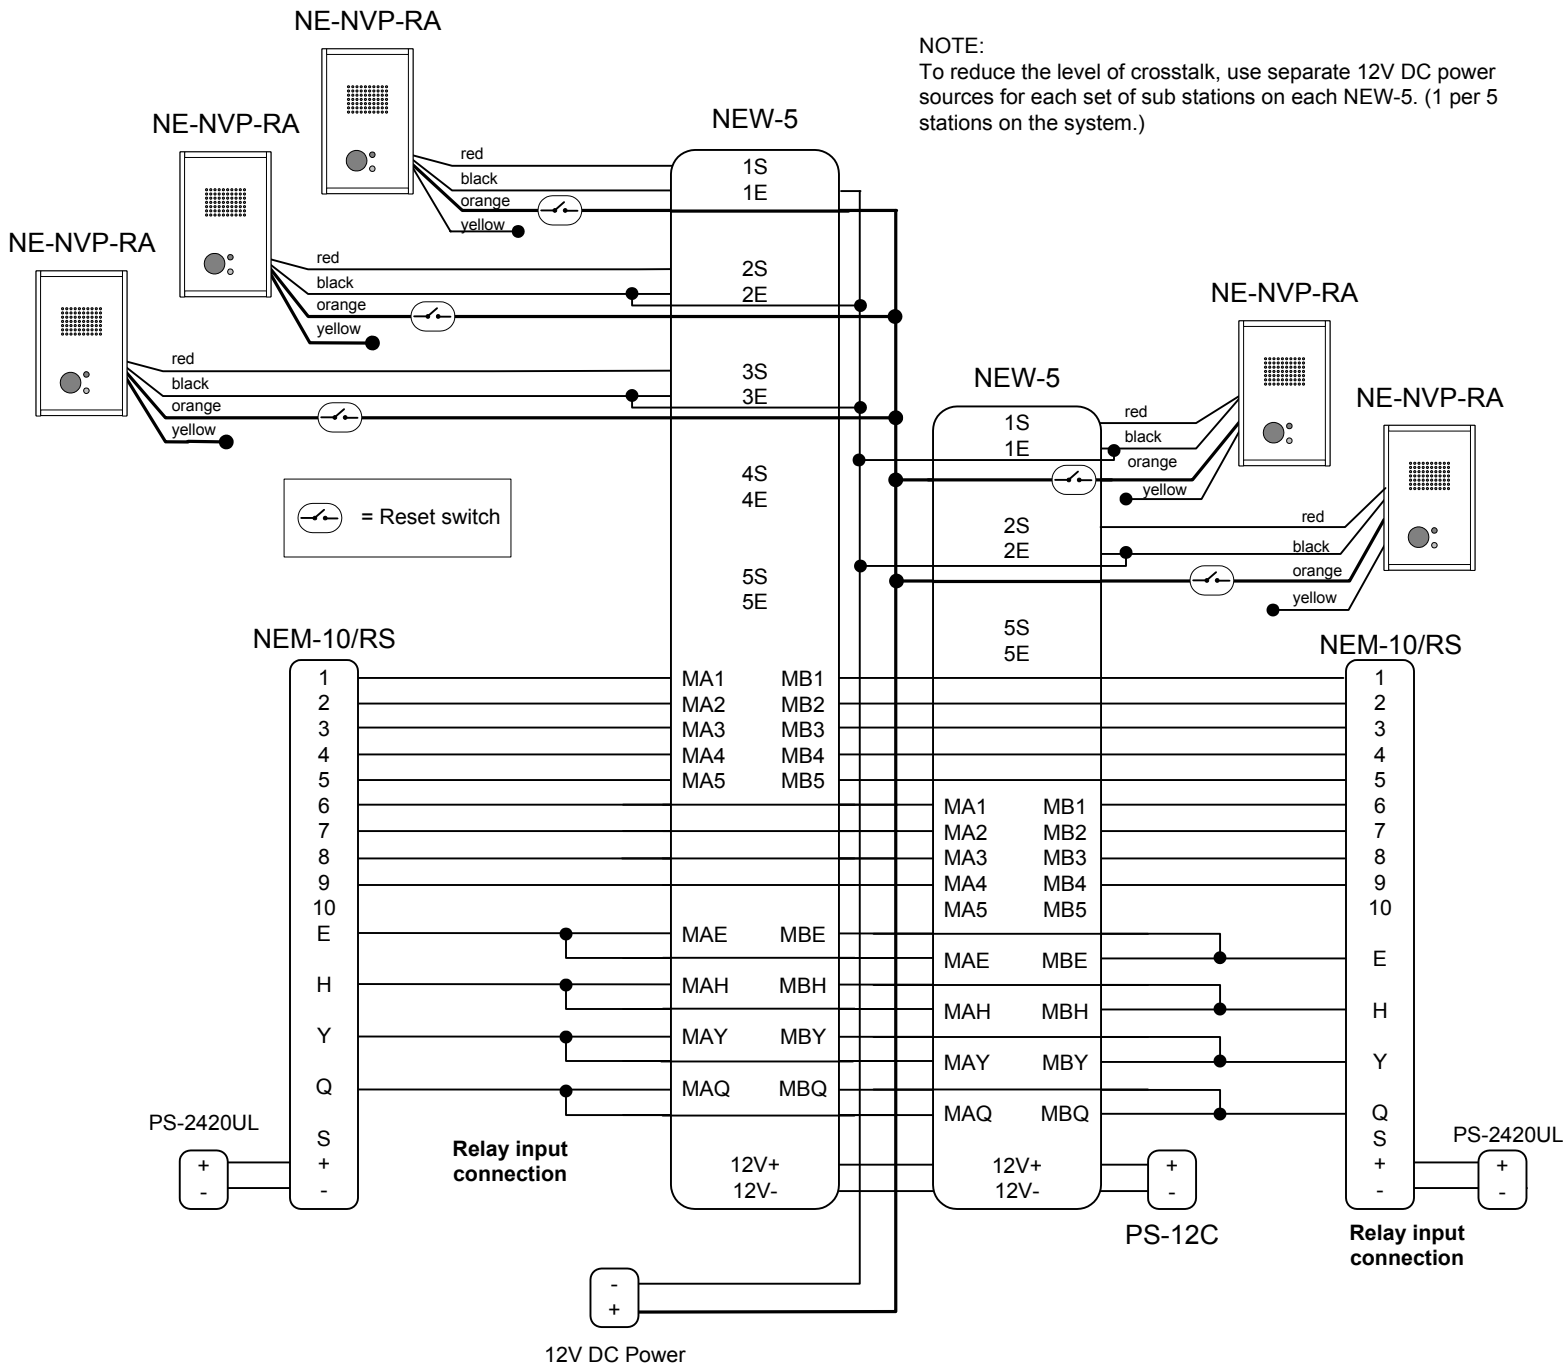 NE-NVP-RA
NOTE:
To reduce the level of crosstalk, use separate 12V DC power
sources for each set of sub stations on each NEW-5. (1 per 5
stations on the system.)
NE-NVP-RA
NEW-5
red
black
orange
yellow
1S
1E
NE-NVP-RA
red
black
orange
yellow
2S
2E
NE-NVP-RA
red
black
orange
yellow
3S
3E
NEW-5
NE-NVP-RA
1S
1E
red
black
orange
yellow
4S
4E
= Reset switch
2S
2E
red
black
orange
yellow
5S
5E
5S
5E
NEM-10/RS
NEM-10/RS
1
2
3
4
5
6
7
8
9
10
E
H
Y
Q
S
+
-
MA1 MB1
MA2 MB2
MA3 MB3
MA4 MB4
MA5 MB5
MAE MBE
MAH MBH
MAY MBY
MAQ MBQ
12V+
12V-
MA1 MB1
MA2 MB2
MA3 MB3
MA4 MB4
MA5 MB5
MAE MBE
MAH MBH
MAY MBY
MAQ MBQ
12V+
12V-
1
2
3
4
5
6
7
8
9
10
E
H
Y
Q
S
+
-
PS-2420UL
+
-
Relay input
connection
+
-
PS-12C
PS-2420UL
+
-
Relay input
connection
-
+
12V DC Power